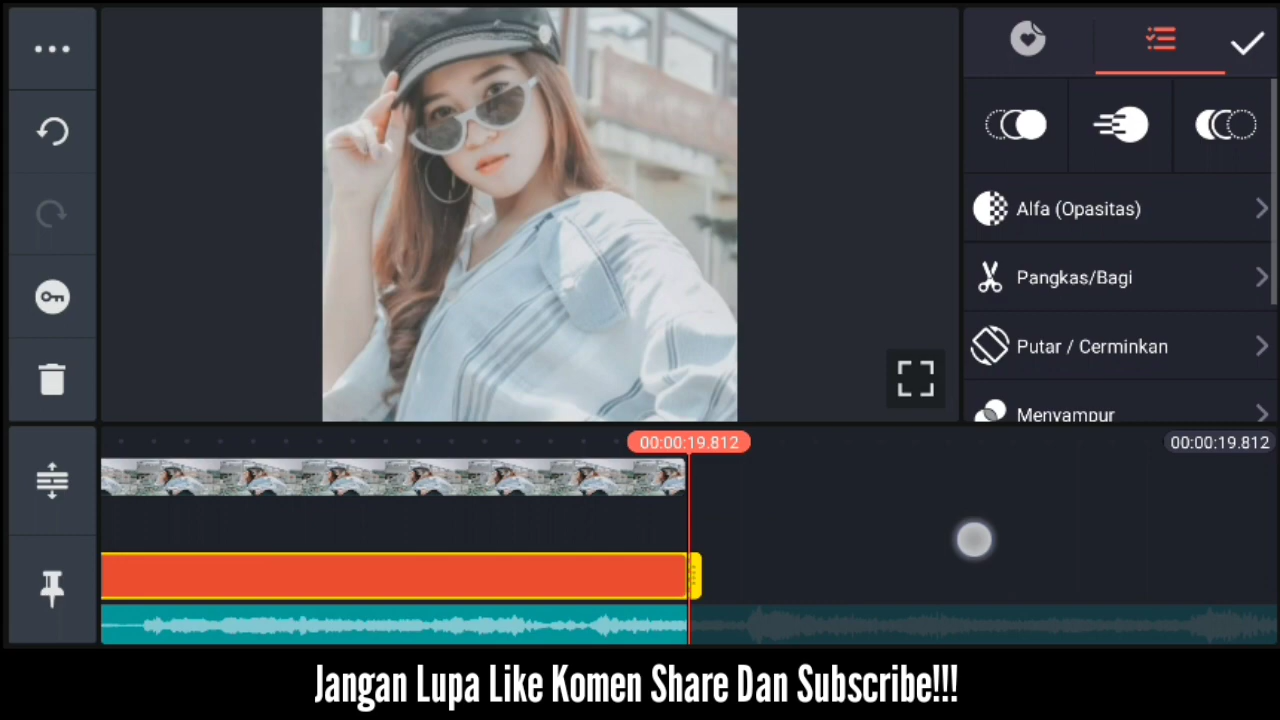 Alfa (Opasitas)
Pangkas/Bagi
Putar / Cerminkan
Menyampur
00:00:19.812
00:00:19.812
Jangan Lupa Like Komen Share Dan Subscribe!!!